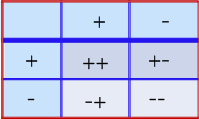 + -
+ ++ +-
- -+ --